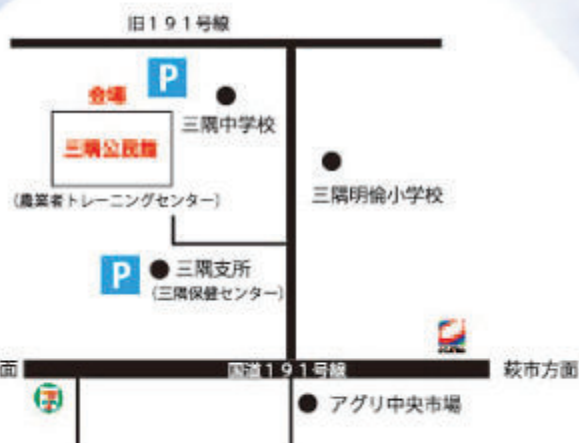 旧191号線
P
会場
三隅中学校
三隅公民館
(農業者トレーニングセンター)
三隅明倫小学校
P
三隅支所
(三隅保健センター)
面
国道191号線
萩市方面
7
アグリ中央市場